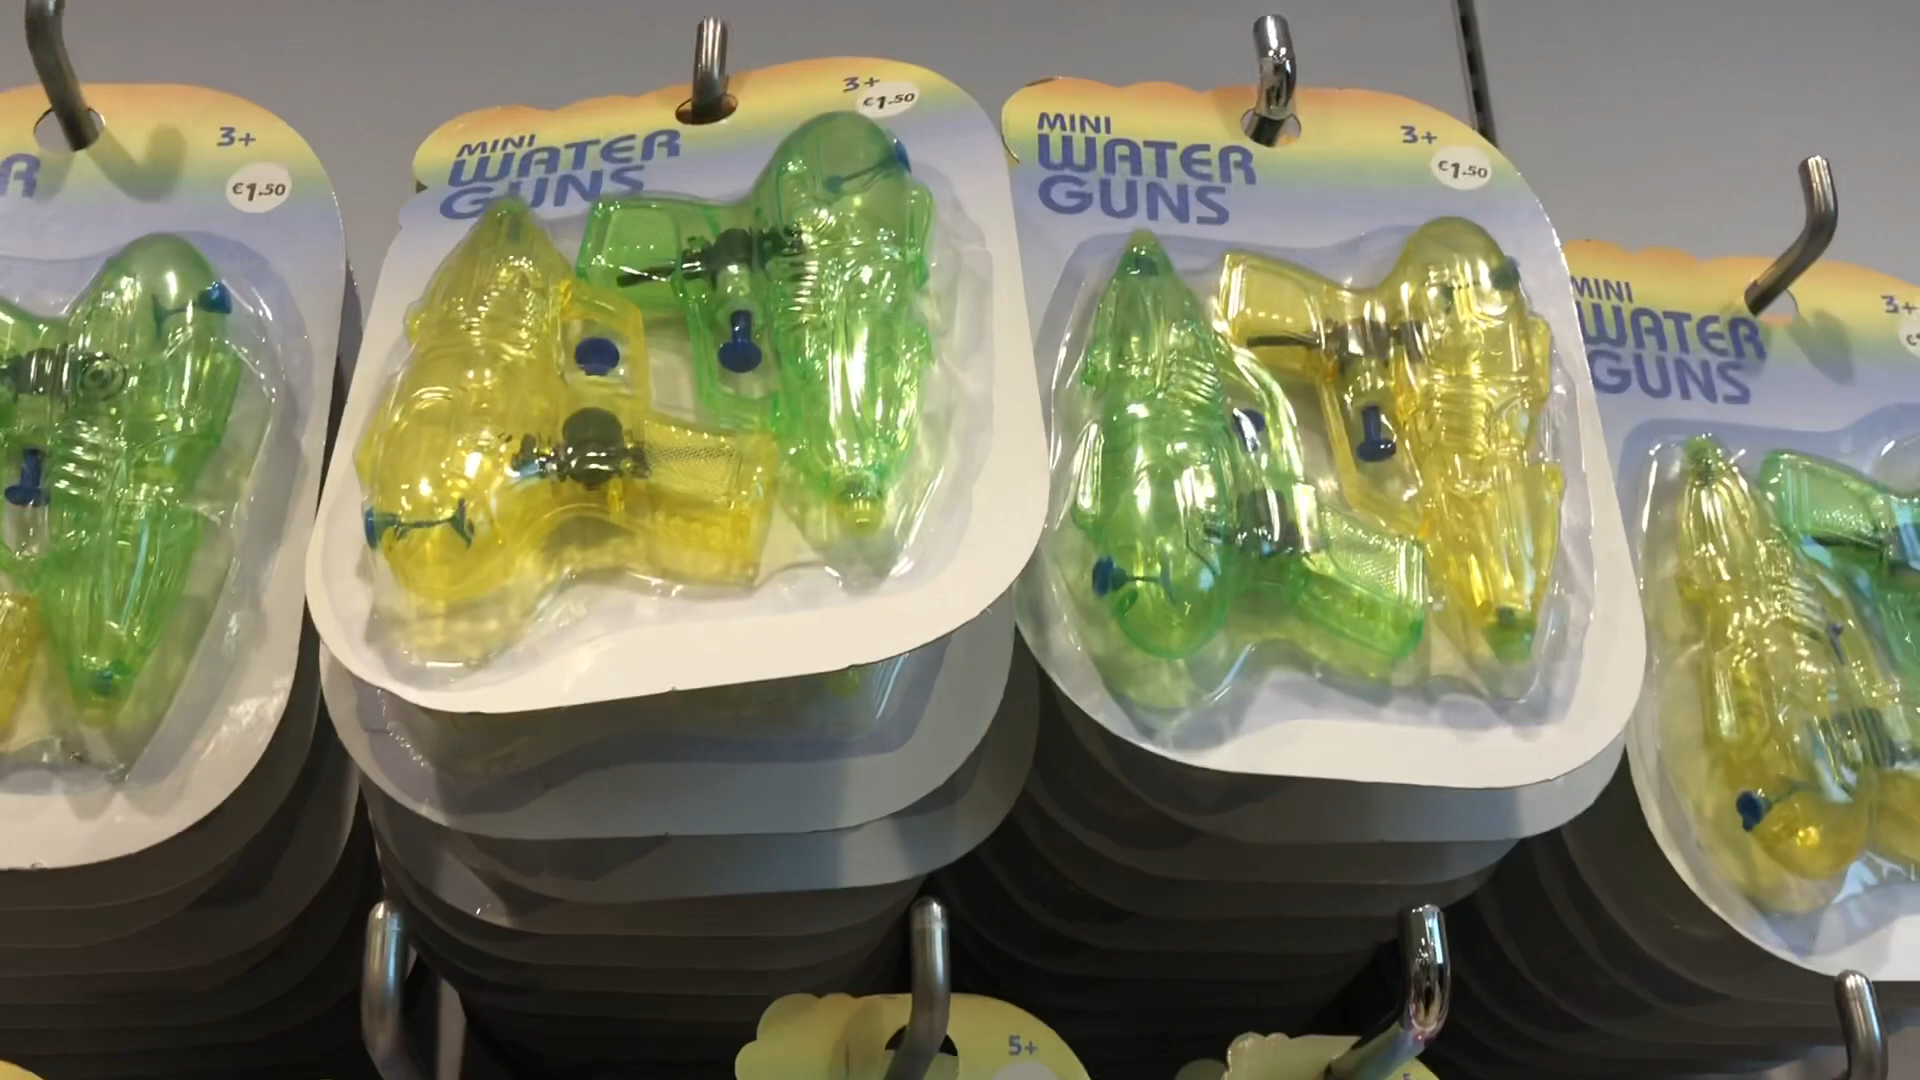 R
3+
€1.50
MINI
WATER
GUNS
3+
€1.50
MINI
WATER
GUNS
3+
€1.50
MINI
WATER
GUNS
3+
5+